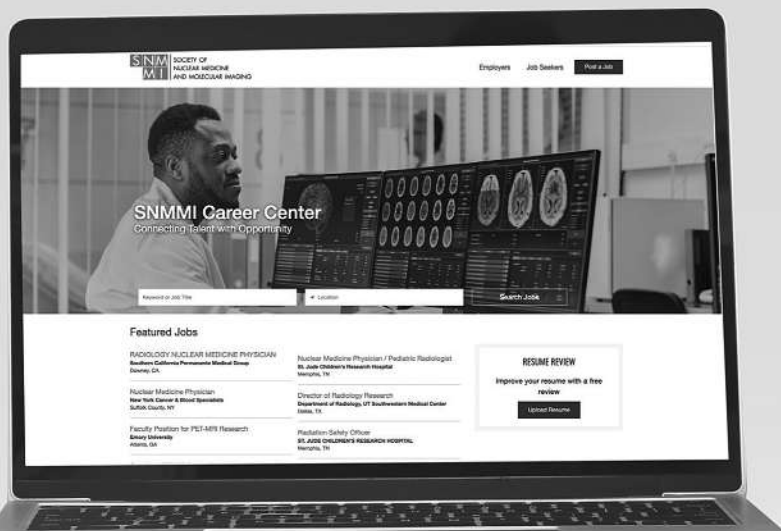 SNM
MI
SOCIETY OF
NUCLEAR MEDICINE
AND MOLECULAR IMAGING
Employers
Job Seekers
Post a Job
SNMMI Career Center
Connecting Talent with Opportunity
Keyword or Job Title
Location
Search Jobs
Featured Jobs
RADIOLOGY NUCLEAR MEDICINE PHYSICIAN
Southern California Permanente Medical Group
Downey, CA
Nuclear Medicine Physician
New York Cancer & Blood Specialists
Suffolk County, NY
Faculty Position for PET-MRI Research
Emory University
Atlanta, GA
Nuclear Medicine Physician / Pediatric Radiologist
St. Jude Children's Research Hospital
Memphis, TN
Director of Radiology Research
Department of Radiology, UT Southwestern Medical Center
Dallas, TX
Radiation Safety Officer
ST. JUDE CHILDREN'S RESEARCH HOSPITAL
Memphis, TN
RESUME REVIEW
Improve your resume with a free
review
Upload Resume